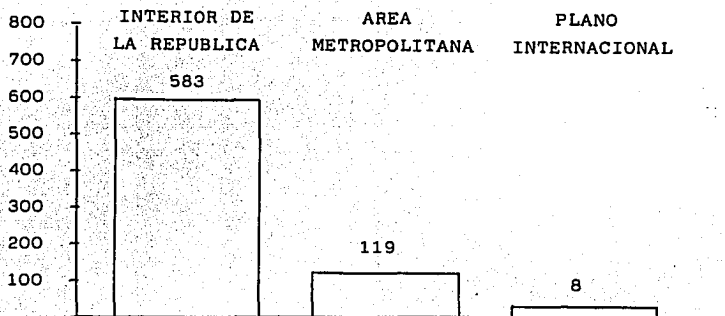 INTERIOR DE
LA REPUBLICA
AREA
METROPOLITANA
PLANO
INTERNACIONAL
800
700
600
500
400
300
200
100
583
119
8